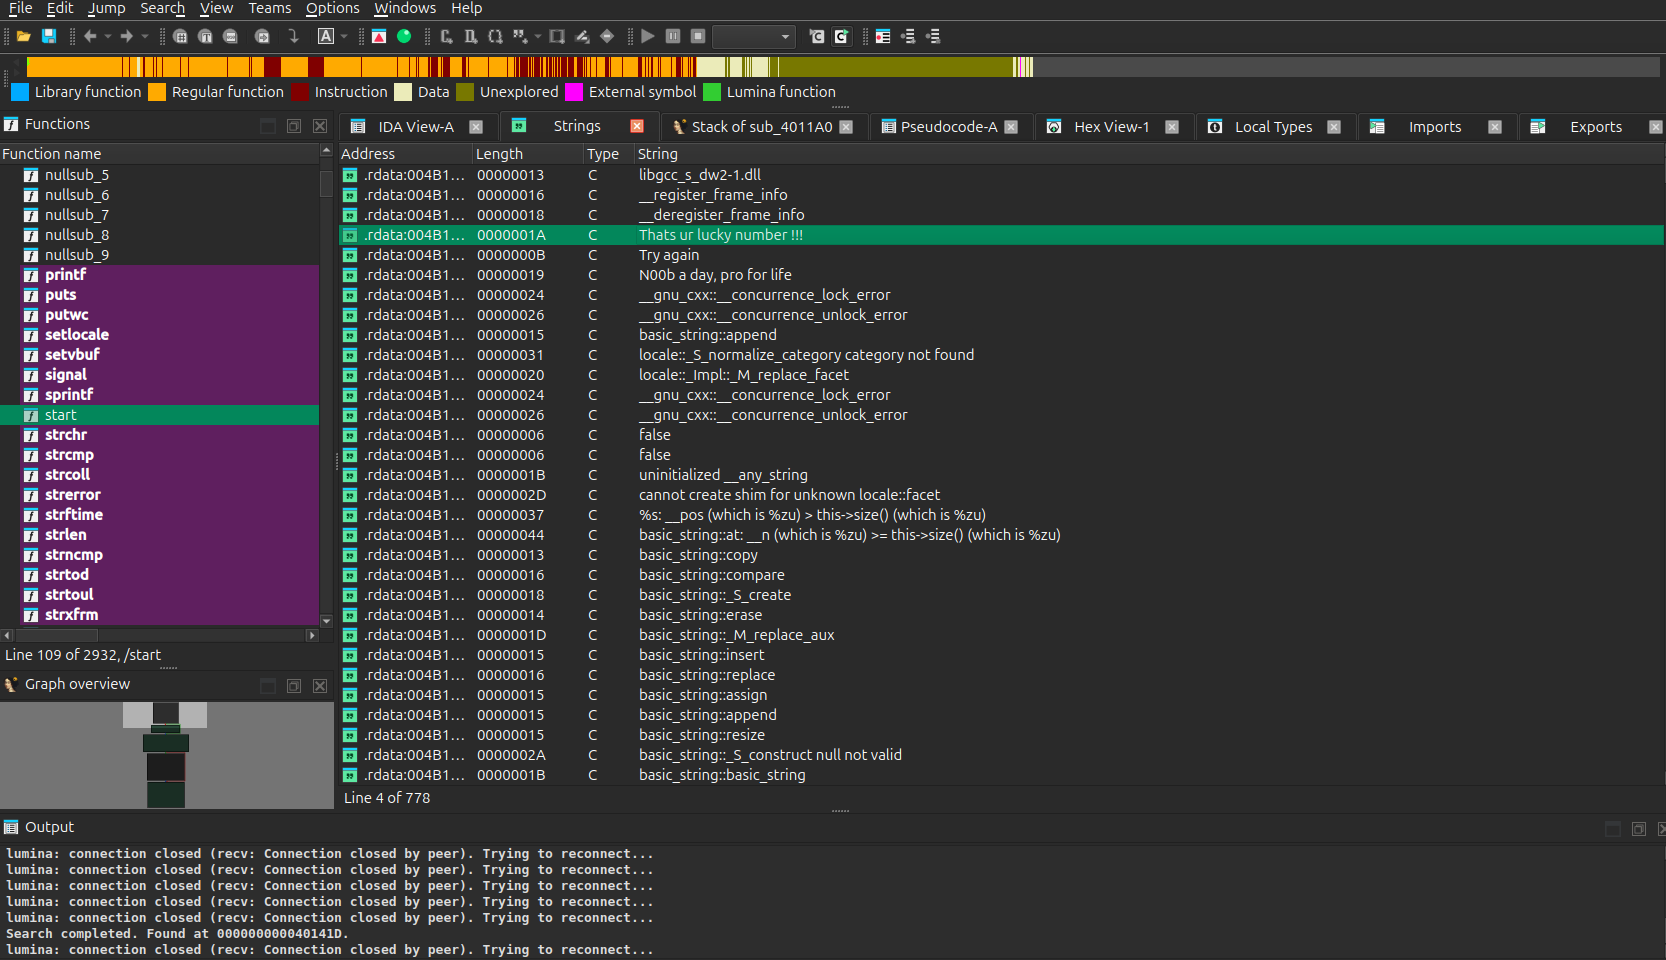 File Edit Jump Search View Teams Options Windows Help
Library function Regular function Instruction Data Unexplored External symbol Lumina function
Functions
Function name
nullsub_5
nullsub_6
nullsub_7
nullsub_8
nullsub_9
printf
puts
putwc
setlocale
setvbuf
signal
sprintf
start
strchr
strcmp
strcoll
strerror
strftime
strlen
strncmp
strtod
strtoul
strxfrm
Line 109 of 2932, /start
Graph overview
IDA View-A Strings Stack of sub_4011A0 Pseudocode-A Hex View-1 Local Types Imports Exports
Address Length Type String
.rdata:004B1... 00000013 C libgcc_s_dw2-1.dll
.rdata:004B1... 00000016 C __register_frame_info
.rdata:004B1... 00000018 C __deregister_frame_info
.rdata:004B1... 0000001A C Thats ur lucky number !!!
.rdata:004B1... 0000000B C Try again
.rdata:004B1... 00000019 C N00b a day, pro for life
.rdata:004B1... 00000024 C __gnu_cxx::__concurrence_lock_error
.rdata:004B1... 00000026 C __gnu_cxx::__concurrence_unlock_error
.rdata:004B1... 00000015 C basic_string::append
.rdata:004B1... 00000031 C locale::_S_normalize_category category not found
.rdata:004B1... 00000020 C locale::_Impl::_M_replace_facet
.rdata:004B1... 00000024 C __gnu_cxx::__concurrence_lock_error
.rdata:004B1... 00000026 C __gnu_cxx::__concurrence_unlock_error
.rdata:004B1... 00000006 C false
.rdata:004B1... 00000006 C false
.rdata:004B1... 0000001B C uninitialized __any_string
.rdata:004B1... 0000002D C cannot create shim for unknown locale::facet
.rdata:004B1... 00000037 C %s: __pos (which is %zu) > this->size() (which is %zu)
.rdata:004B1... 00000044 C basic_string::at: __n (which is %zu) >= this->size() (which is %zu)
.rdata:004B1... 00000013 C basic_string::copy
.rdata:004B1... 00000016 C basic_string::compare
.rdata:004B1... 00000018 C basic_string::_S_create
.rdata:004B1... 00000014 C basic_string::erase
.rdata:004B1... 0000001D C basic_string::_M_replace_aux
.rdata:004B1... 00000015 C basic_string::insert
.rdata:004B1... 00000016 C basic_string::replace
.rdata:004B1... 00000015 C basic_string::assign
.rdata:004B1... 00000015 C basic_string::append
.rdata:004B1... 00000015 C basic_string::resize
.rdata:004B1... 0000002A C basic_string::_S_construct null not valid
.rdata:004B1... 0000001B C basic_string::basic_string
Line 4 of 778
Output
lumina: connection closed (recv: Connection closed by peer). Trying to reconnect...
lumina: connection closed (recv: Connection closed by peer). Trying to reconnect...
lumina: connection closed (recv: Connection closed by peer). Trying to reconnect...
lumina: connection closed (recv: Connection closed by peer). Trying to reconnect...
lumina: connection closed (recv: Connection closed by peer). Trying to reconnect...
Search completed. Found at 000000000040141D.
lumina: connection closed (recv: Connection closed by peer). Trying to reconnect...